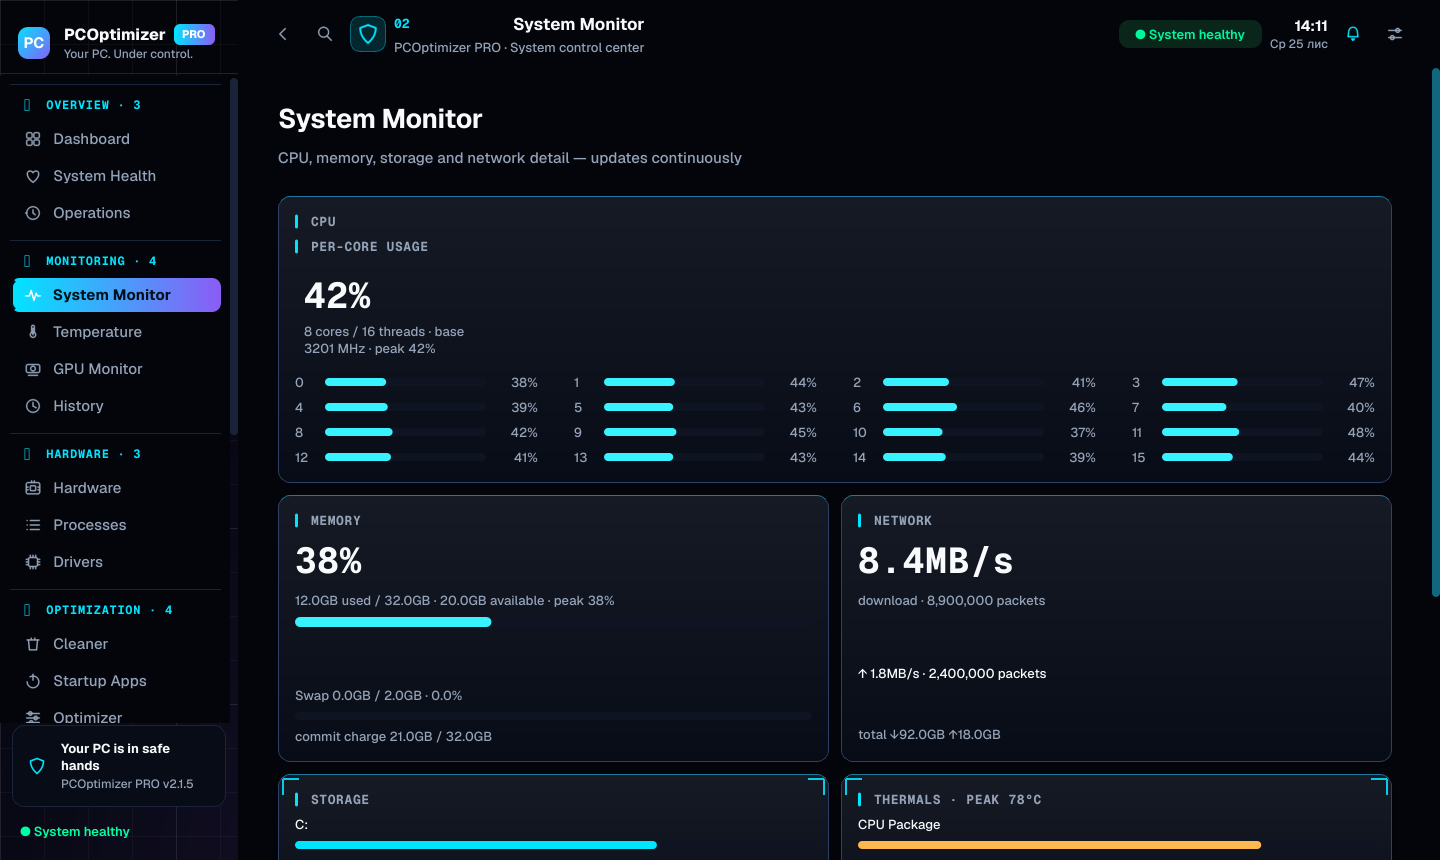 PC
PCOptimizer PRO
Your PC. Under control.
OVERVIEW · 3
Dashboard
System Health
Operations
MONITORING · 4
System Monitor
Temperature
GPU Monitor
History
HARDWARE · 3
Hardware
Processes
Drivers
OPTIMIZATION · 4
Cleaner
Startup Apps
Optimizer
Your PC is in safe
hands
PCOptimizer PRO v2.1.5
System healthy
02 System Monitor
PCOptimizer PRO · System control center
System healthy
14:11
Ср 25 лис
System Monitor
CPU, memory, storage and network detail — updates continuously
CPU
PER-CORE USAGE
42%
8 cores / 16 threads · base
3201 MHz · peak 42%
0 38% 1 44% 2 41% 3 47%
4 39% 5 43% 6 46% 7 40%
8 42% 9 45% 10 37% 11 48%
12 41% 13 43% 14 39% 15 44%
MEMORY
38%
12.0GB used / 32.0GB · 20.0GB available · peak 38%
Swap 0.0GB / 2.0GB · 0.0%
commit charge 21.0GB / 32.0GB
NETWORK
8.4MB/s
download · 8,900,000 packets
↑ 1.8MB/s · 2,400,000 packets
total ↓92.0GB ↑18.0GB
STORAGE
C:
THERMALS · PEAK 78°C
CPU Package